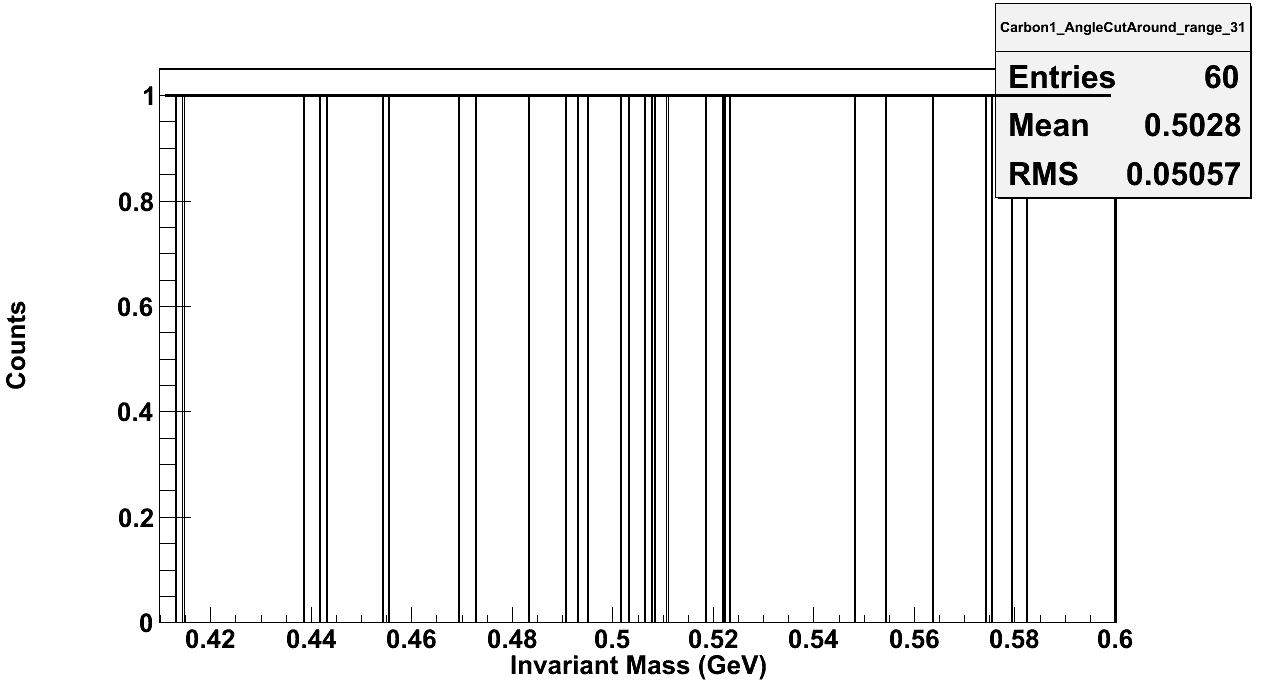 Carbon1_AngleCutAround_range_31
Entries 60
Mean 0.5028
RMS 0.05057
1
0.8
0.6
0.4
0.2
0
Counts
0.42 0.44 0.46 0.48 0.5 0.52 0.54 0.56 0.58 0.6
Invariant Mass (GeV)